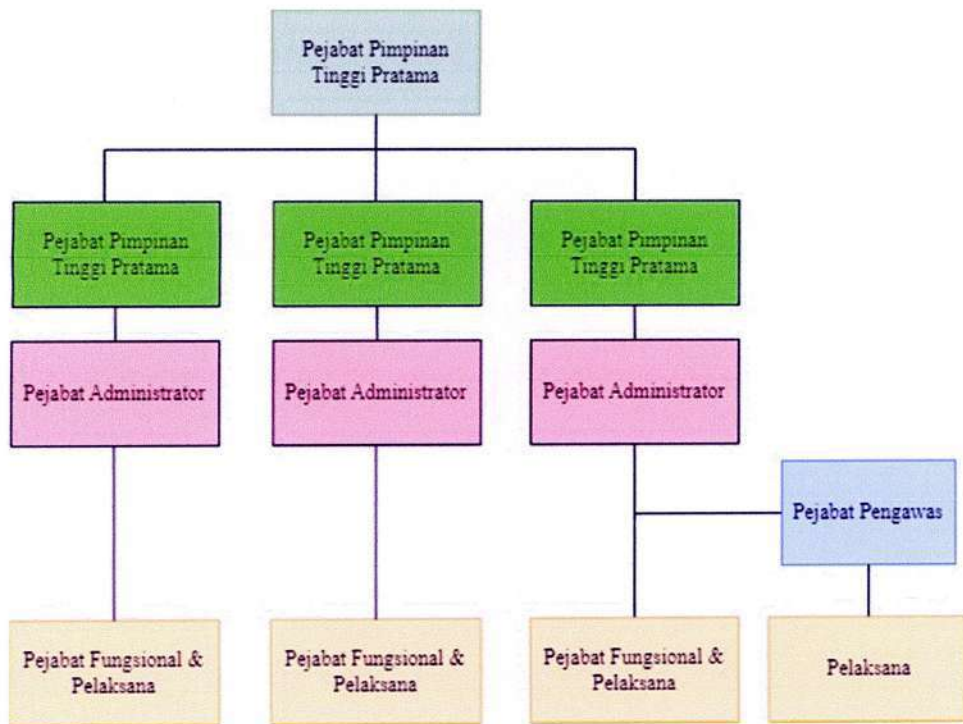 Pejabat Pimpinan
Tinggi Pratama
Pejabat Pimpinan
Tinggi Pratama
Pejabat Pimpinan
Tinggi Pratama
Pejabat Pimpinan
Tinggi Pratama
Pejabat Administrator
Pejabat Administrator
Pejabat Administrator
Pejabat Pengawas
Pejabat Fungsional &
Pelaksana
Pejabat Fungsional &
Pelaksana
Pejabat Fungsional &
Pelaksana
Pelaksana